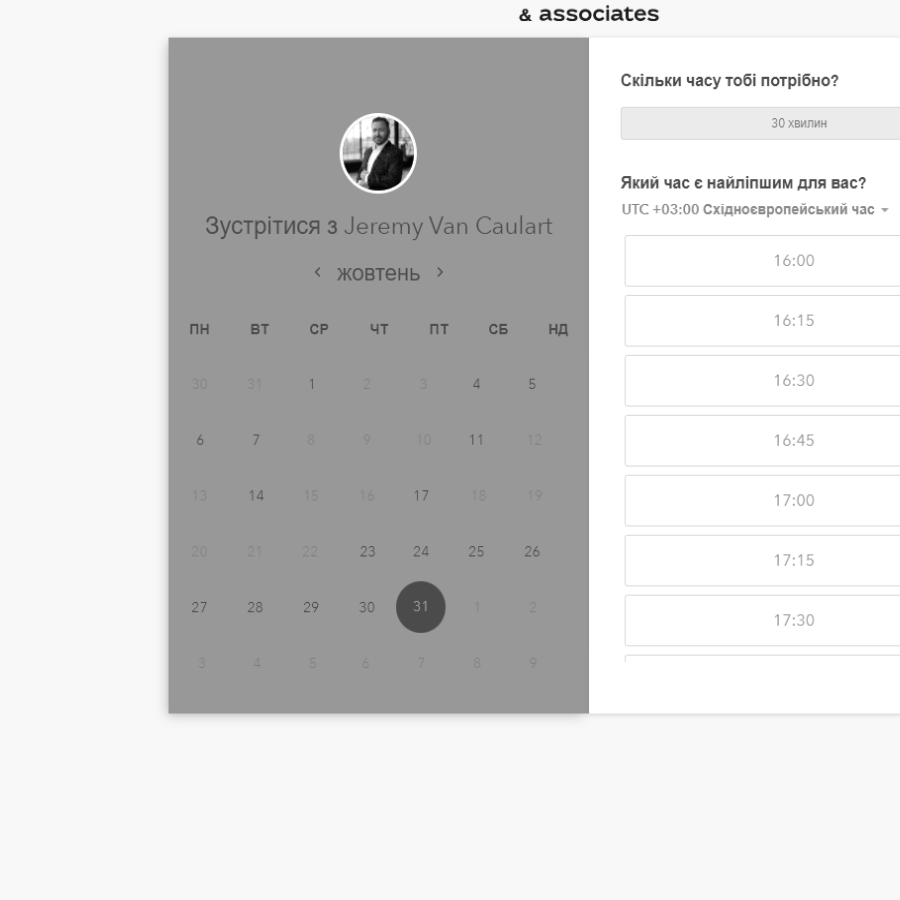 & associates
Зустрітися з Jeremy Van Caulart
жовтень
ПН ВТ СР ЧТ ПТ СБ НД
30 31 1 2 3 4 5
6 7 8 9 10 11 12
13 14 15 16 17 18 19
20 21 22 23 24 25 26
27 28 29 30 31 1 2
3 4 5 6 7 8 9
Скільки часу тобі потрібно?
30 хвилин
Який час є найліпшим для вас?
UTC +03:00 Східноєвропейський час
16:00
16:15
16:30
16:45
17:00
17:15
17:30